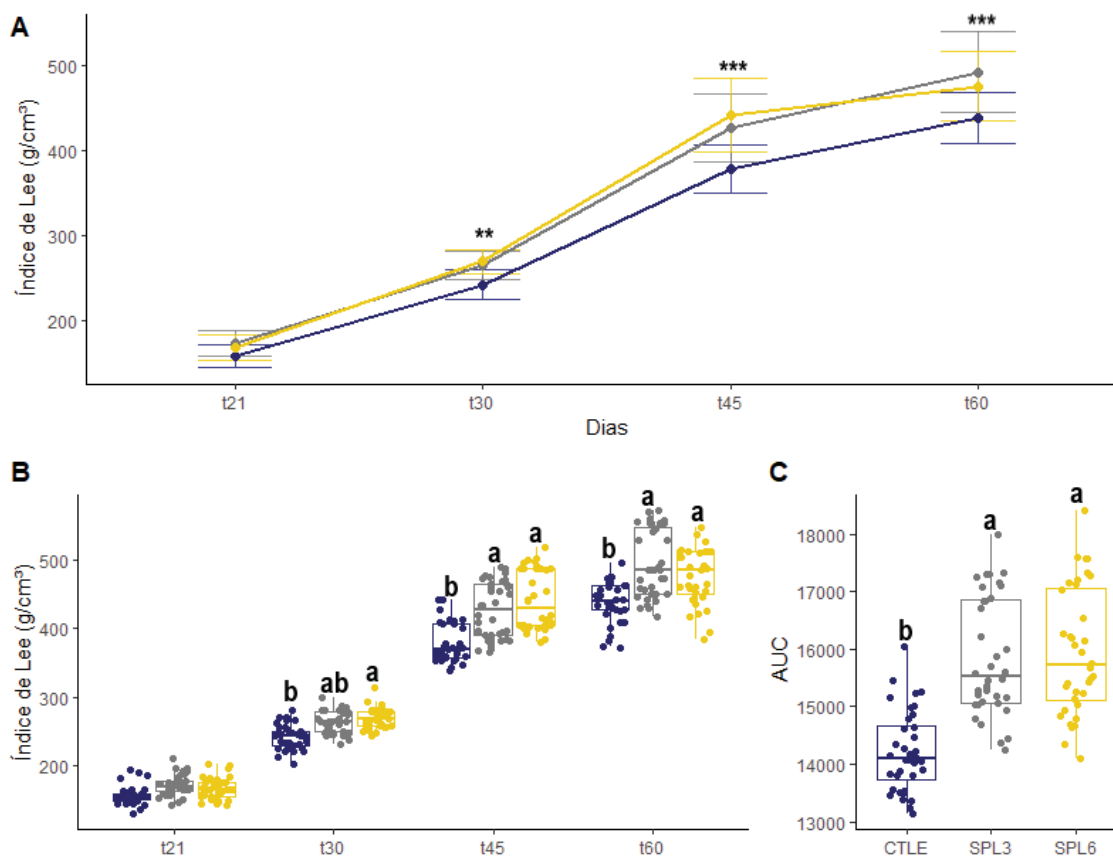 A
Índice de Lee (g/cm³)
500
400
300
200
**
***
***
t21
t30
t45
t60
Dias
B
Índice de Lee (g/cm³)
500
400
300
200
b
ab
a
b
a
a
b
a
a
t21
t30
t45
t60
C
AUC
18000
17000
16000
15000
14000
13000
b
a
a
CTLE
SPL3
SPL6